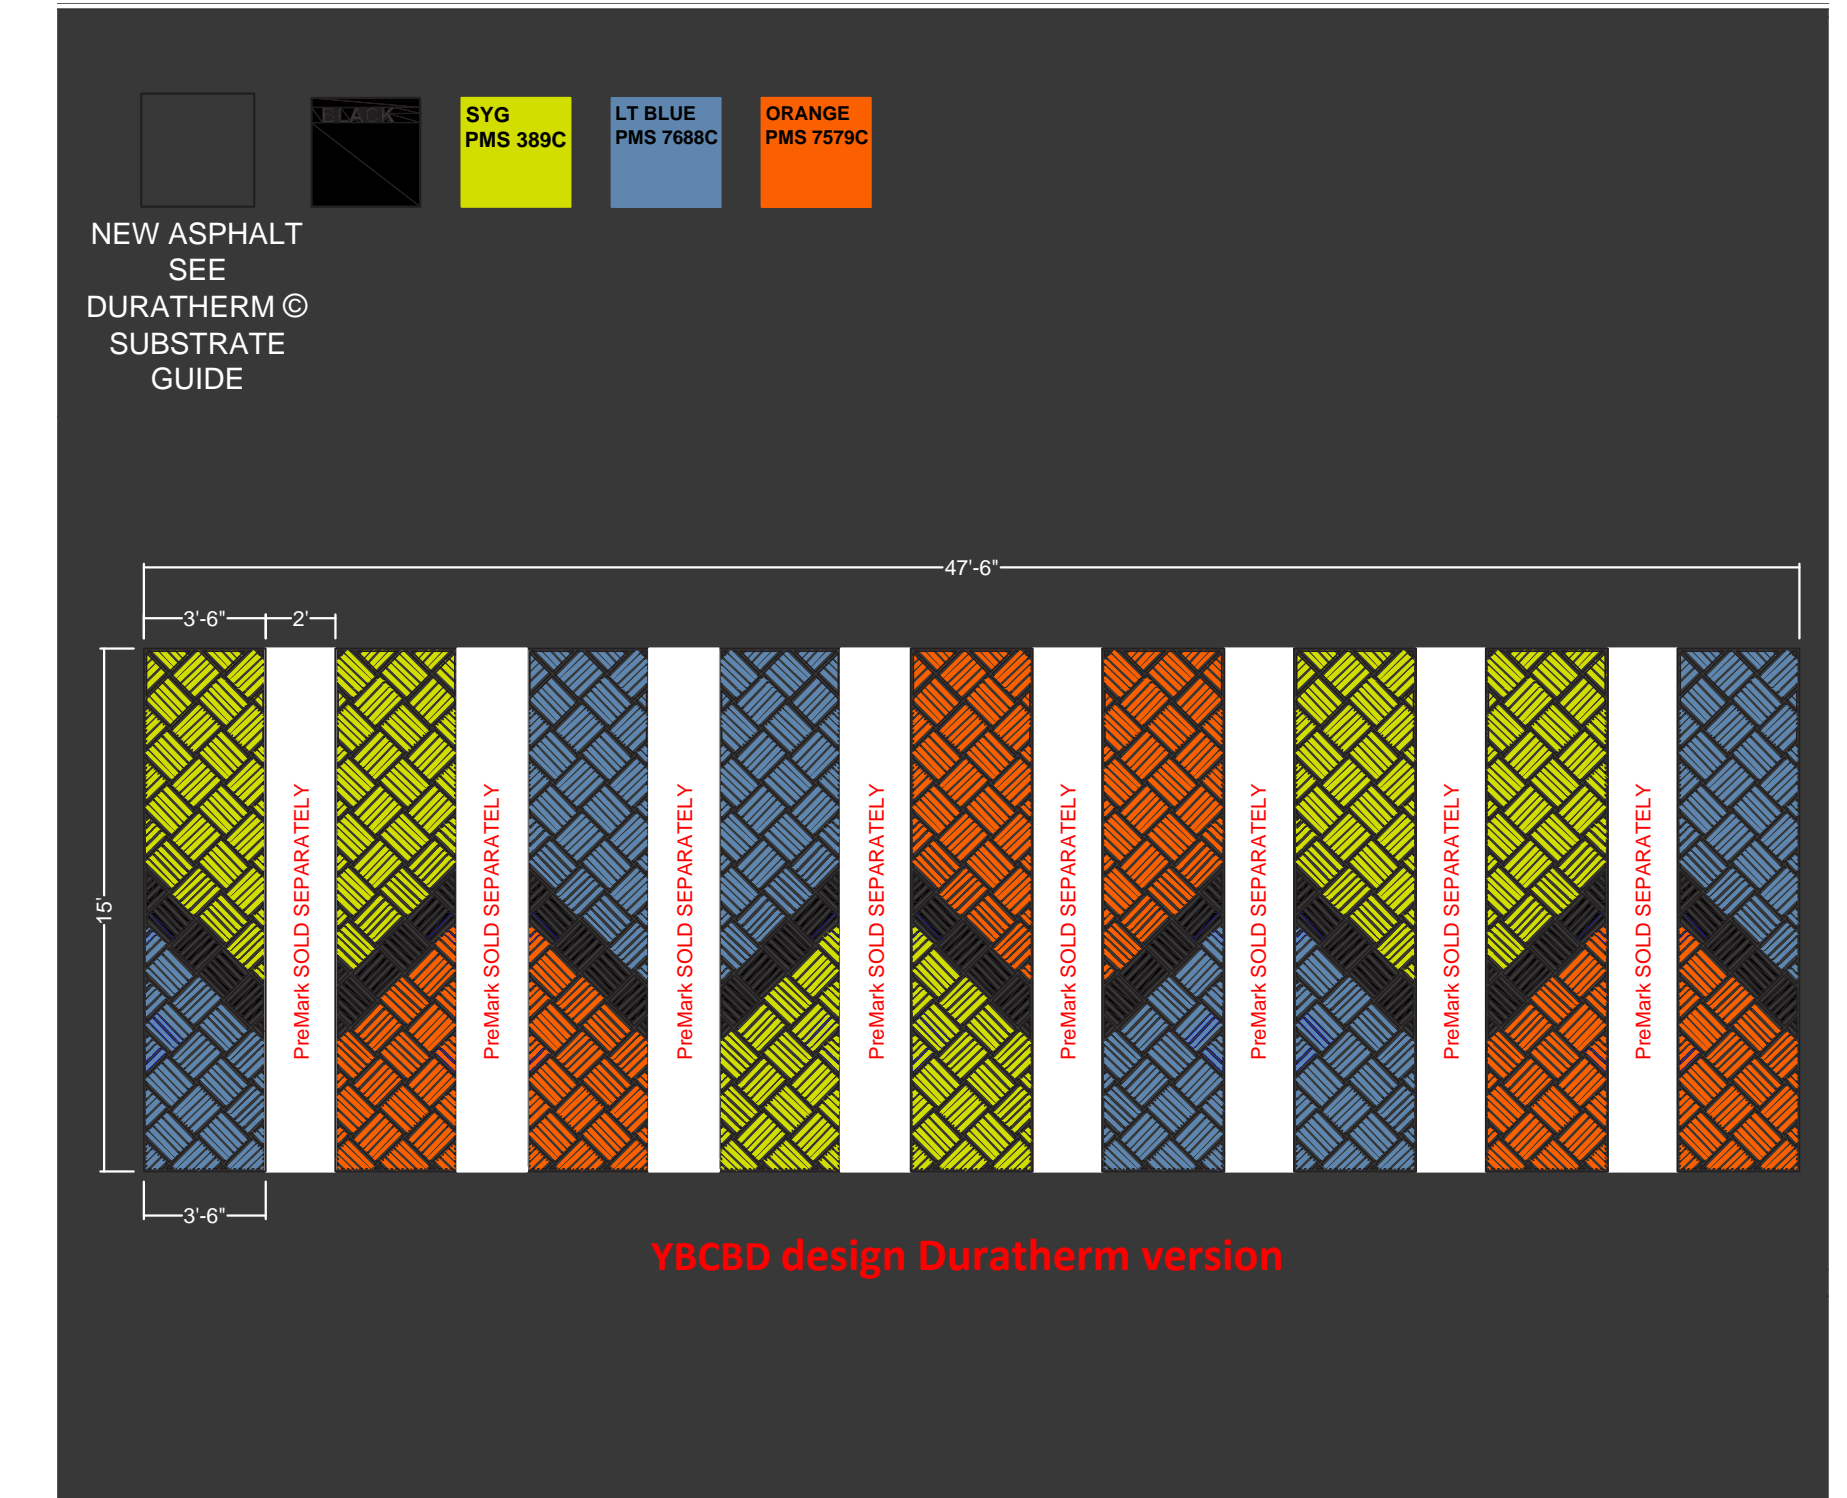 BLACK
SYG
PMS 389C
LT BLUE
PMS 7688C
ORANGE
PMS 7579C
NEW ASPHALT
SEE
DURATHERM ©
SUBSTRATE
GUIDE
47'-6"
3'-6"
2'
15'
PreMark SOLD SEPARATELY
PreMark SOLD SEPARATELY
PreMark SOLD SEPARATELY
PreMark SOLD SEPARATELY
PreMark SOLD SEPARATELY
PreMark SOLD SEPARATELY
PreMark SOLD SEPARATELY
PreMark SOLD SEPARATELY
3'-6"
YBCBD design Duratherm version